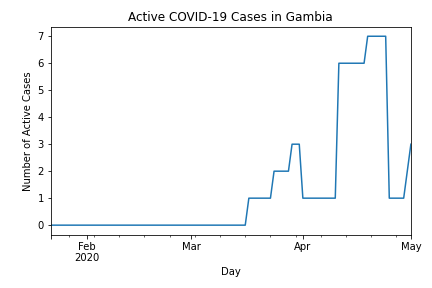 Active COVID-19 Cases in Gambia
Number of Active Cases
7
6
5
4
3
2
1
0
Feb
2020
Mar
Apr
May
Day